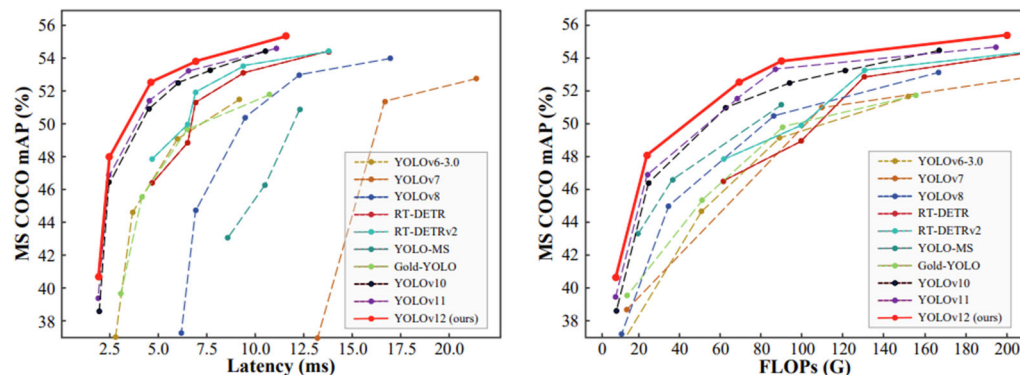 MS COCO mAP (%)
56
54
52
50
48
46
44
42
40
38
YOLOv6-3.0
YOLOv7
YOLOv8
RT-DETR
RT-DETRv2
YOLO-MS
Gold-YOLO
YOLOv10
YOLOv11
YOLOv12 (ours)
2.5 5.0 7.5 10.0 12.5 15.0 17.5 20.0
Latency (ms)
MS COCO mAP (%)
56
54
52
50
48
46
44
42
40
38
YOLOv6-3.0
YOLOv7
YOLOv8
RT-DETR
RT-DETRv2
YOLO-MS
Gold-YOLO
YOLOv10
YOLOv11
YOLOv12 (ours)
0 20 40 60 80 100 120 140 160 180 200
FLOPs (G)